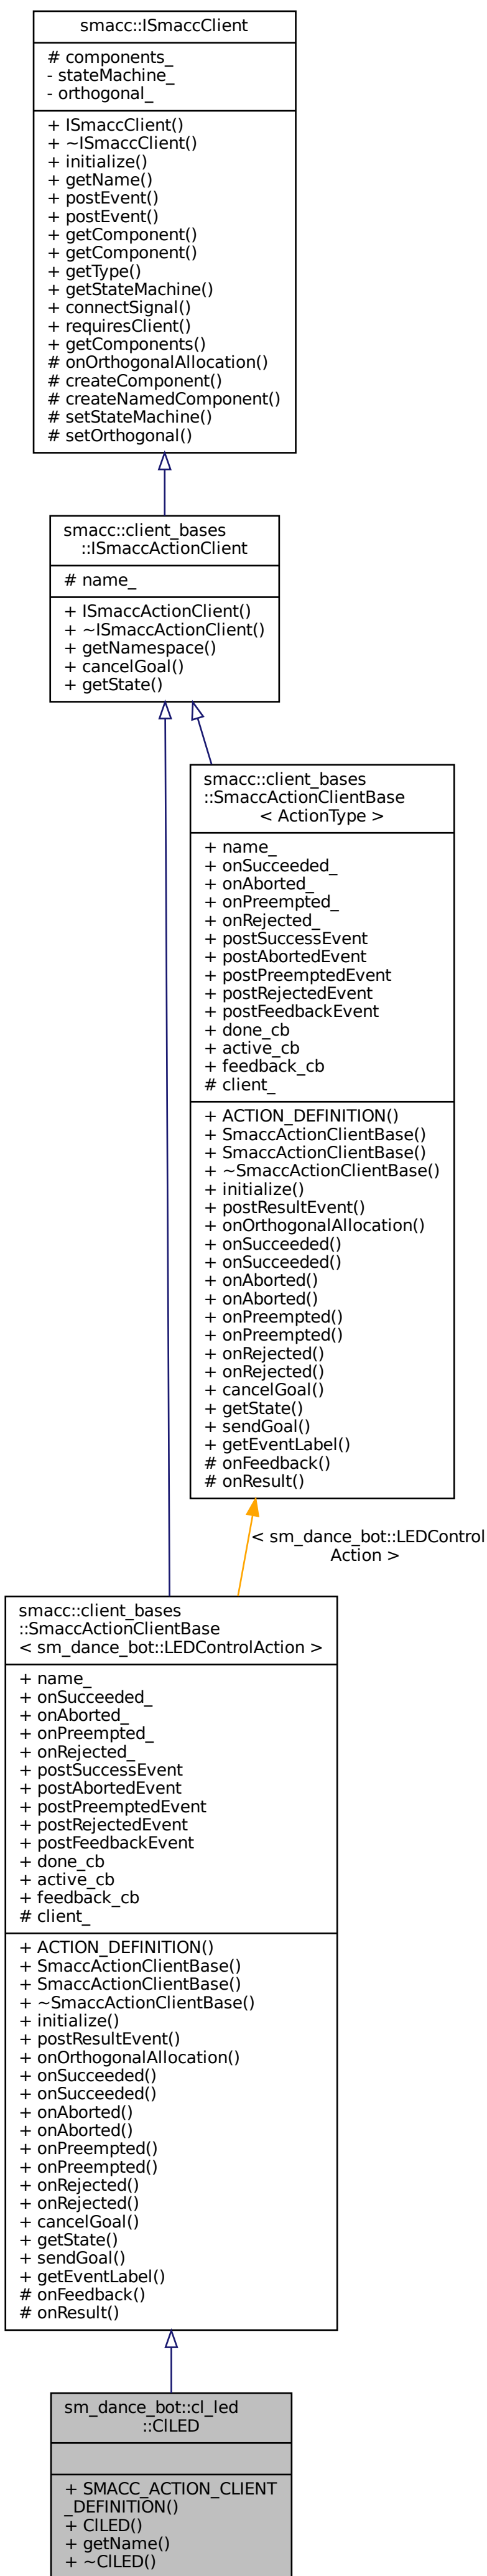 smacc::ISmaccClient
# components_
- stateMachine_
- orthogonal_
+ ISmaccClient()
+ ~ISmaccClient()
+ initialize()
+ getName()
+ postEvent()
+ postEvent()
+ getComponent()
+ getComponent()
+ getType()
+ getStateMachine()
+ connectSignal()
+ requiresClient()
+ getComponents()
# onOrthogonalAllocation()
# createComponent()
# createNamedComponent()
# setStateMachine()
# setOrthogonal()
smacc::client_bases
::ISmaccActionClient
# name_
+ ISmaccActionClient()
+ ~ISmaccActionClient()
+ getNamespace()
+ cancelGoal()
+ getState()
smacc::client_bases
::SmaccActionClientBase
< ActionType >
+ name_
+ onSucceeded_
+ onAborted_
+ onPreempted_
+ onRejected_
+ postSuccessEvent
+ postAbortedEvent
+ postPreemptedEvent
+ postRejectedEvent
+ postFeedbackEvent
+ done_cb
+ active_cb
+ feedback_cb
# client_
+ ACTION_DEFINITION()
+ SmaccActionClientBase()
+ SmaccActionClientBase()
+ ~SmaccActionClientBase()
+ initialize()
+ postResultEvent()
+ onOrthogonalAllocation()
+ onSucceeded()
+ onSucceeded()
+ onAborted()
+ onAborted()
+ onPreempted()
+ onPreempted()
+ onRejected()
+ onRejected()
+ cancelGoal()
+ getState()
+ sendGoal()
+ getEventLabel()
# onFeedback()
# onResult()
< sm_dance_bot::LEDControl
Action >
smacc::client_bases
::SmaccActionClientBase
< sm_dance_bot::LEDControlAction >
+ name_
+ onSucceeded_
+ onAborted_
+ onPreempted_
+ onRejected_
+ postSuccessEvent
+ postAbortedEvent
+ postPreemptedEvent
+ postRejectedEvent
+ postFeedbackEvent
+ done_cb
+ active_cb
+ feedback_cb
# client_
+ ACTION_DEFINITION()
+ SmaccActionClientBase()
+ SmaccActionClientBase()
+ ~SmaccActionClientBase()
+ initialize()
+ postResultEvent()
+ onOrthogonalAllocation()
+ onSucceeded()
+ onSucceeded()
+ onAborted()
+ onAborted()
+ onPreempted()
+ onPreempted()
+ onRejected()
+ onRejected()
+ cancelGoal()
+ getState()
+ sendGoal()
+ getEventLabel()
# onFeedback()
# onResult()
sm_dance_bot::cl_led
::ClLED
+ SMACC_ACTION_CLIENT
_DEFINITION()
+ ClLED()
+ getName()
+ ~ClLED()